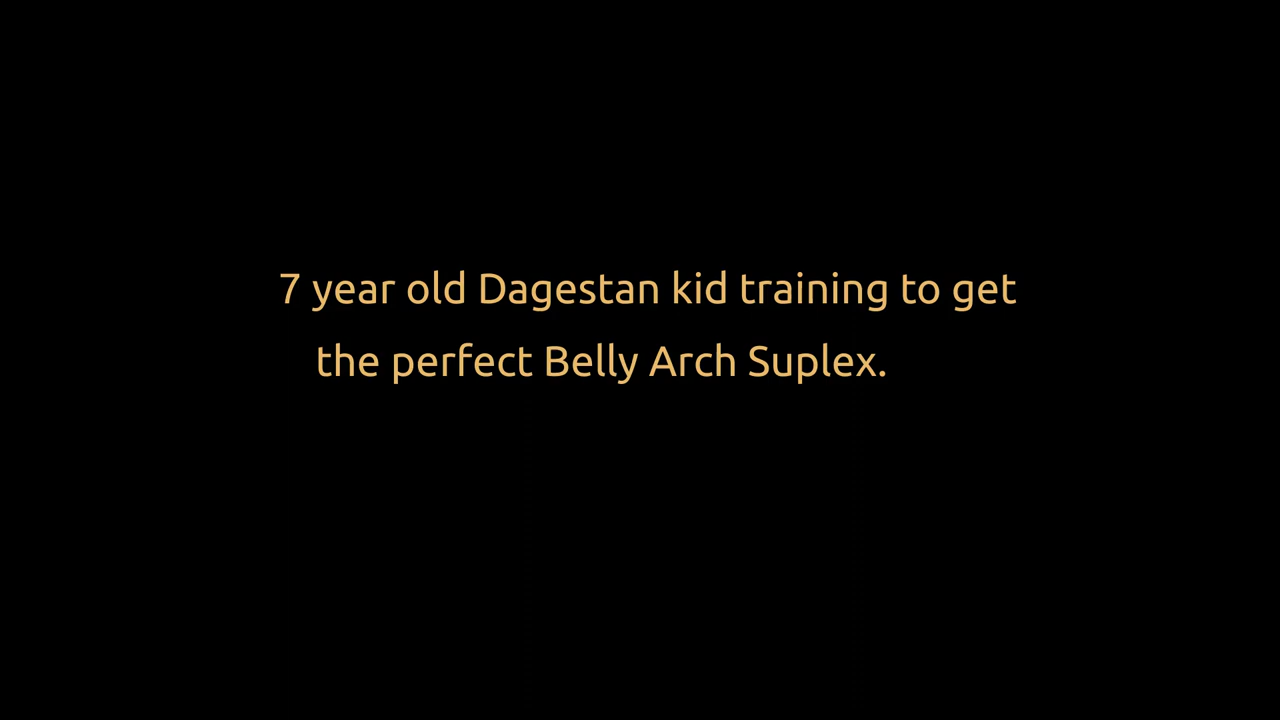 7 year old Dagestan kid training to get
the perfect Belly Arch Suplex.